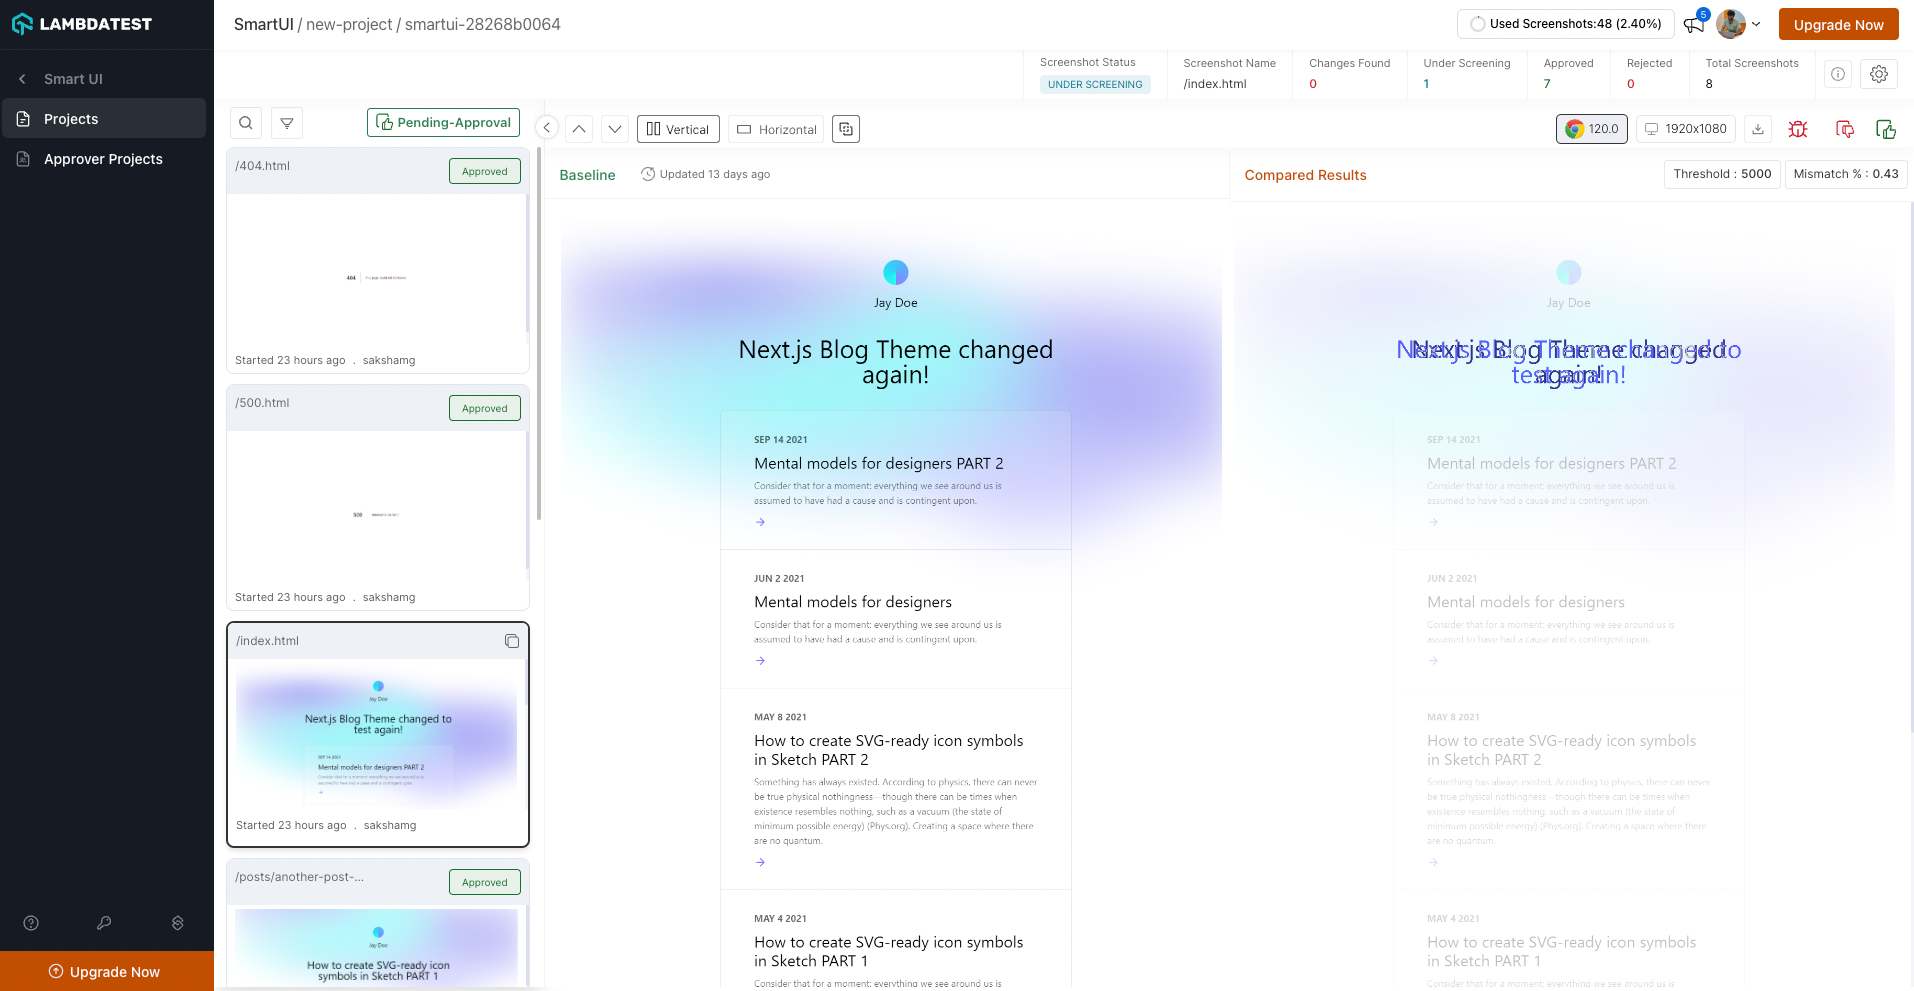 LAMBDATEST
Smart UI
Projects
Approver Projects
Upgrade Now
SmartUI / new-project / smartui-28268b0064
Used Screenshots:48 (2.40%)
5
Upgrade Now
Screenshot Status
UNDER SCREENING
Screenshot Name
/index.html
Changes Found
0
Under Screening
1
Approved
7
Rejected
0
Total Screenshots
8
Pending-Approval
/404.html
Approved
404
Started 23 hours ago . sakshamg
/500.html
Approved
500
Started 23 hours ago . sakshamg
/index.html
Jay Doe
Next.js Blog Theme changed to
test again!
SEP 14 2021
Mental models for designers PART 2
Consider that for a moment: everything we see around us is
assumed to have had a cause and is contingent upon.
Started 23 hours ago . sakshamg
/posts/another-post-...
Approved
Jay Doe
How to create SVG-ready icon
symbols in Sketch PART 1
Vertical
Horizontal
120.0
1920x1080
Baseline
Updated 13 days ago
Jay Doe
Next.js Blog Theme changed
again!
SEP 14 2021
Mental models for designers PART 2
Consider that for a moment: everything we see around us is
assumed to have had a cause and is contingent upon.
JUN 2 2021
Mental models for designers
Consider that for a moment: everything we see around us is
assumed to have had a cause and is contingent upon.
MAY 8 2021
How to create SVG-ready icon symbols
in Sketch PART 2
Something has always existed. According to physics, there can never
be true physical nothingness—though there can be times when
existence resembles nothing, such as a vacuum (the state of
minimum possible energy) (Phys.org). Creating a space where there
are no quantum.
MAY 4 2021
How to create SVG-ready icon symbols
in Sketch PART 1
Consider that for a moment: everything we see around us is
Compared Results
Threshold : 5000
Mismatch % : 0.43
Jay Doe
Next.js Blog Theme changed to
test again!
SEP 14 2021
Mental models for designers PART 2
Consider that for a moment: everything we see around us is
assumed to have had a cause and is contingent upon.
JUN 2 2021
Mental models for designers
Consider that for a moment: everything we see around us is
assumed to have had a cause and is contingent upon.
MAY 8 2021
How to create SVG-ready icon symbols
in Sketch PART 2
Something has always existed. According to physics, there can never
be true physical nothingness—though there can be times when
existence resembles nothing, such as a vacuum (the state of
minimum possible energy) (Phys.org). Creating a space where there
are no quantum.
MAY 4 2021
How to create SVG-ready icon symbols
in Sketch PART 1
Consider that for a moment: everything we see around us is